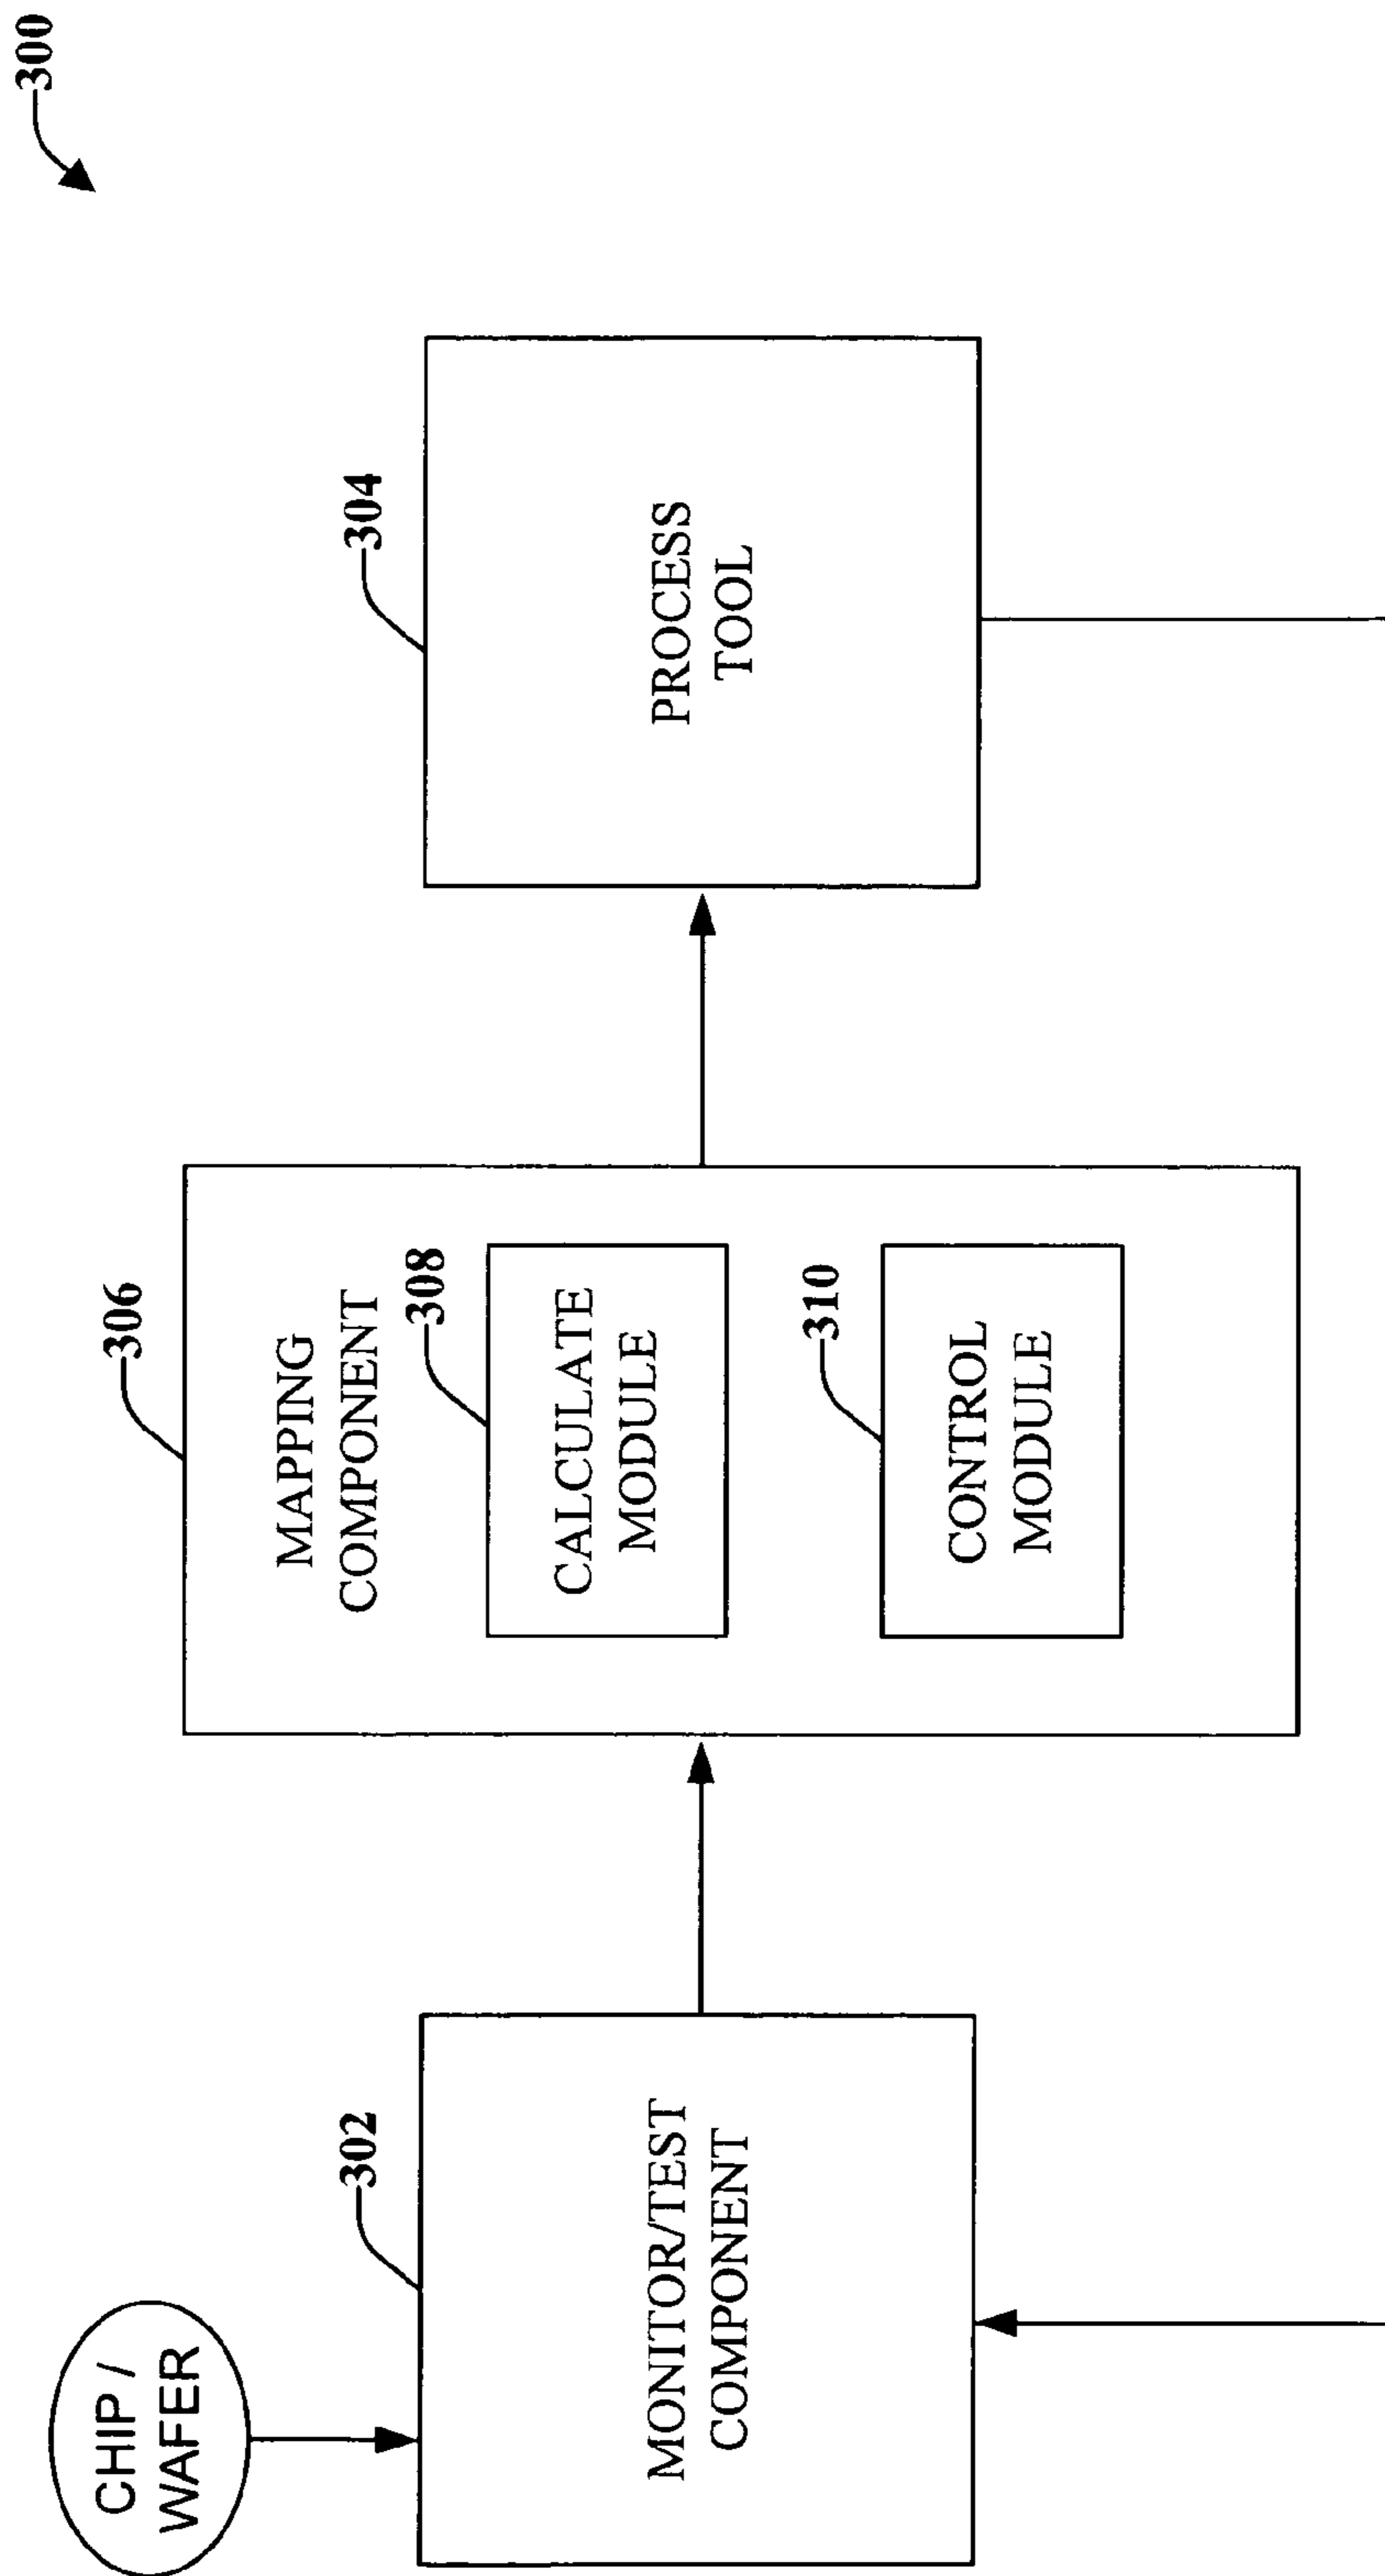 300
CHIP /
WAFER
302
MONITOR/TEST
COMPONENT
306
MAPPING
COMPONENT
308
CALCULATE
MODULE
310
CONTROL
MODULE
304
PROCESS
TOOL